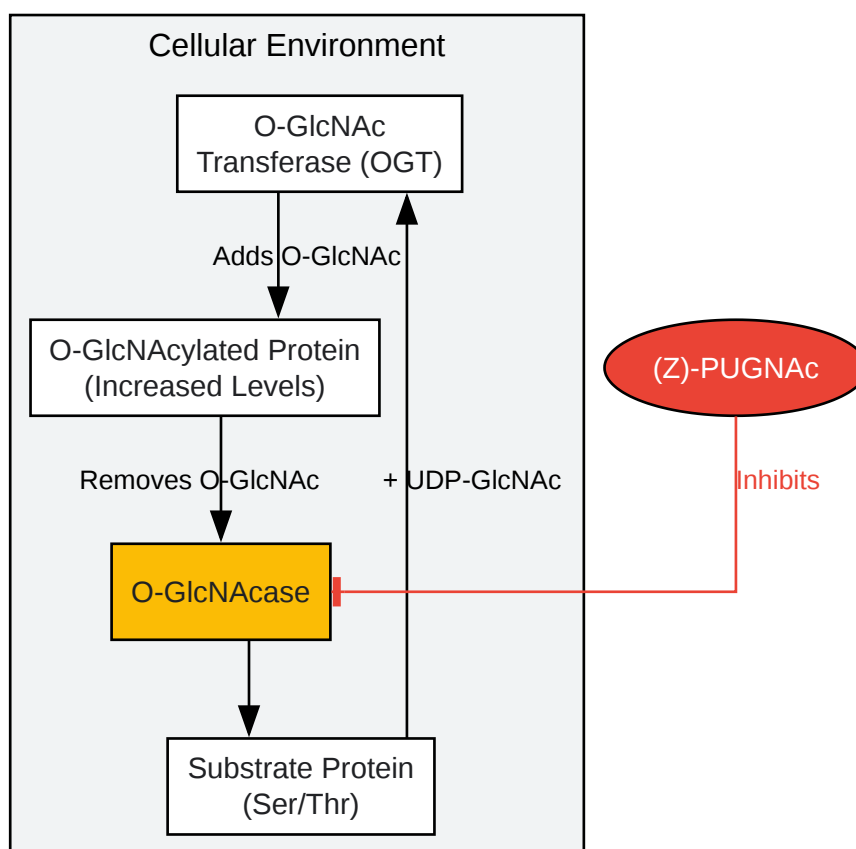 Cellular Environment
O-GlcNAc
Transferase (OGT)
Adds O-GlcNAc
O-GlcNAcylated Protein
(Increased Levels)
(Z)-PUGNAc
Removes O-GlcNAc
+ UDP-GlcNAc
Inhibits
O-GlcNAcase
Substrate Protein
(Ser/Thr)